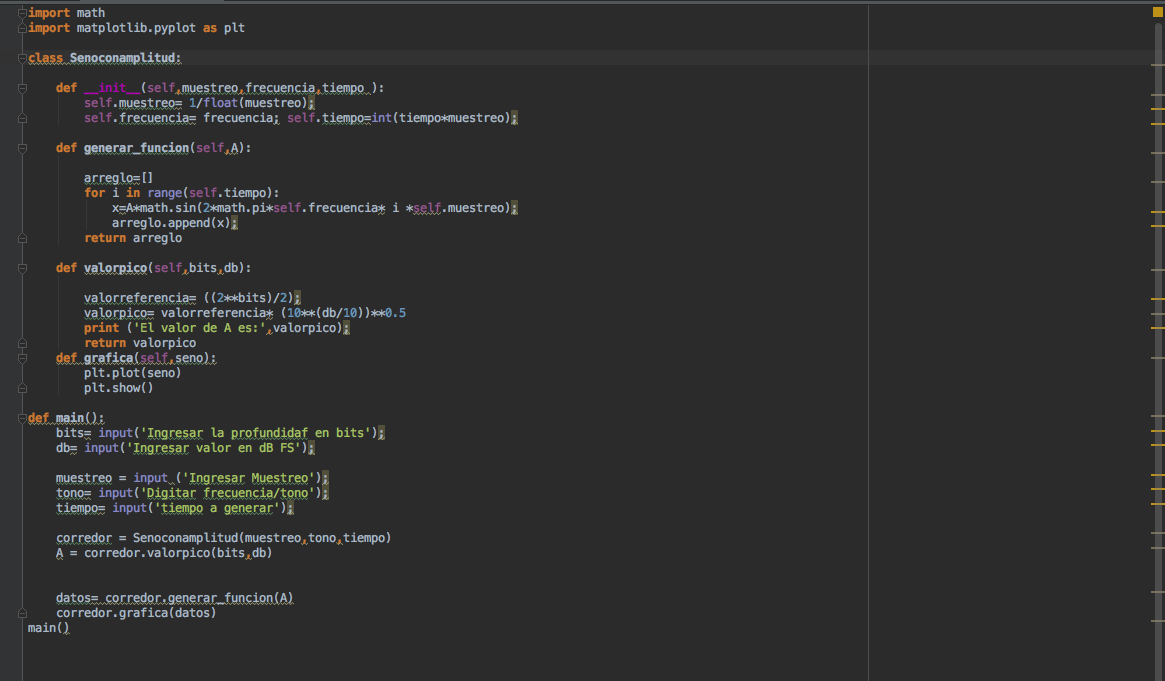 import math
import matplotlib.pyplot as plt
class Senoconamplitud:
def __init__(self,muestreo,frecuencia,tiempo ):
self.muestreo= 1/float(muestreo);
self.frecuencia= frecuencia; self.tiempo=int(tiempo*muestreo);
def generar_funcion(self,A):
arreglo=[]
for i in range(self.tiempo):
x=A*math.sin(2*math.pi*self.frecuencia* i *self.muestreo);
arreglo.append(x);
return arreglo
def valorpico(self,bits,db):
valorreferencia= ((2**bits)/2);
valorpico= valorreferencia* (10**(db/10))**0.5
print ('El valor de A es:',valorpico);
return valorpico
def grafica(self,seno):
plt.plot(seno)
plt.show()
def main():
bits= input('Ingresar la profundidaf en bits');
db= input('Ingresar valor en dB FS');
muestreo = input ('Ingresar Muestreo');
tono= input('Digitar frecuencia/tono');
tiempo= input('tiempo a generar');
corredor = Senoconamplitud(muestreo,tono,tiempo)
A = corredor.valorpico(bits,db)
datos= corredor.generar_funcion(A)
corredor.grafica(datos)
main()